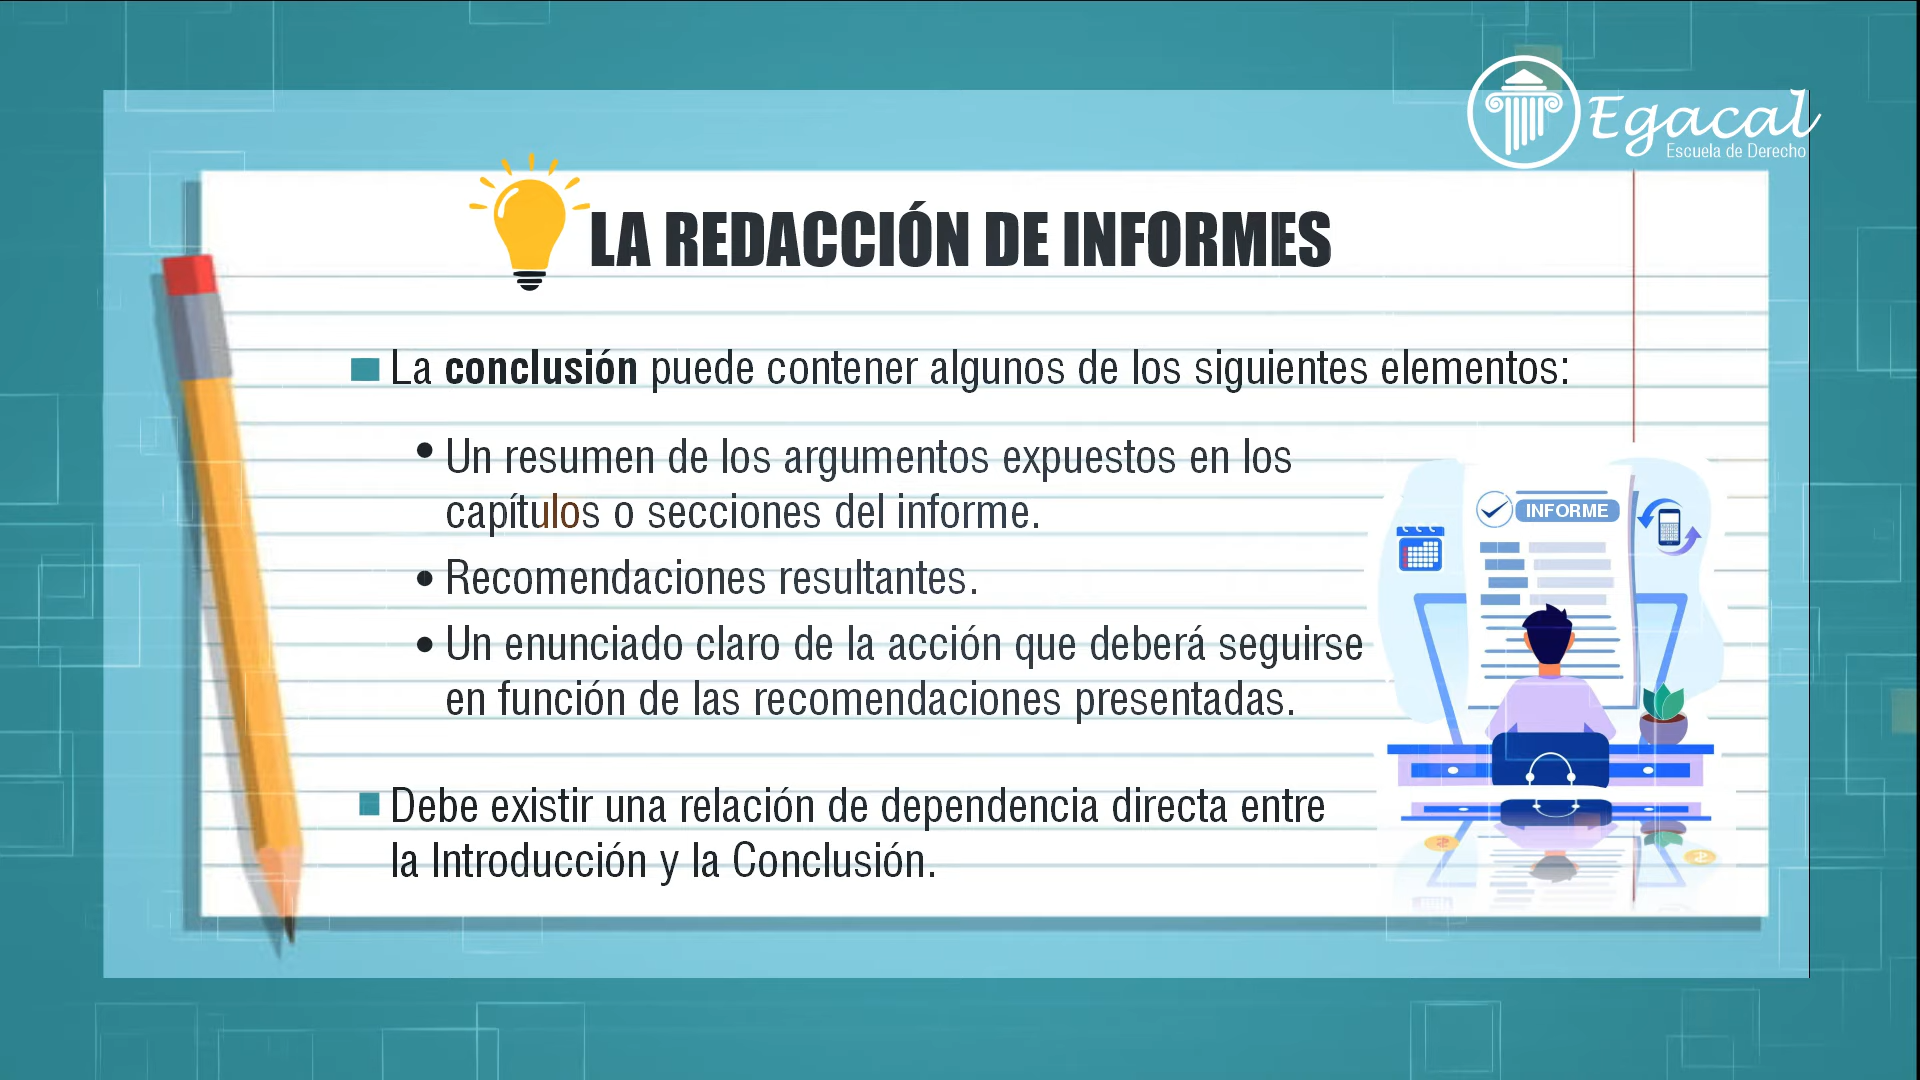 Egacal
Escuela de Derecho
LA REDACCIÓN DE INFORMES
La conclusión puede contener algunos de los siguientes elementos:
• Un resumen de los argumentos expuestos en los
capítulos o secciones del informe.
• Recomendaciones resultantes.
• Un enunciado claro de la acción que deberá seguirse
en función de las recomendaciones presentadas.
Debe existir una relación de dependencia directa entre
la Introducción y la Conclusión.
INFORME